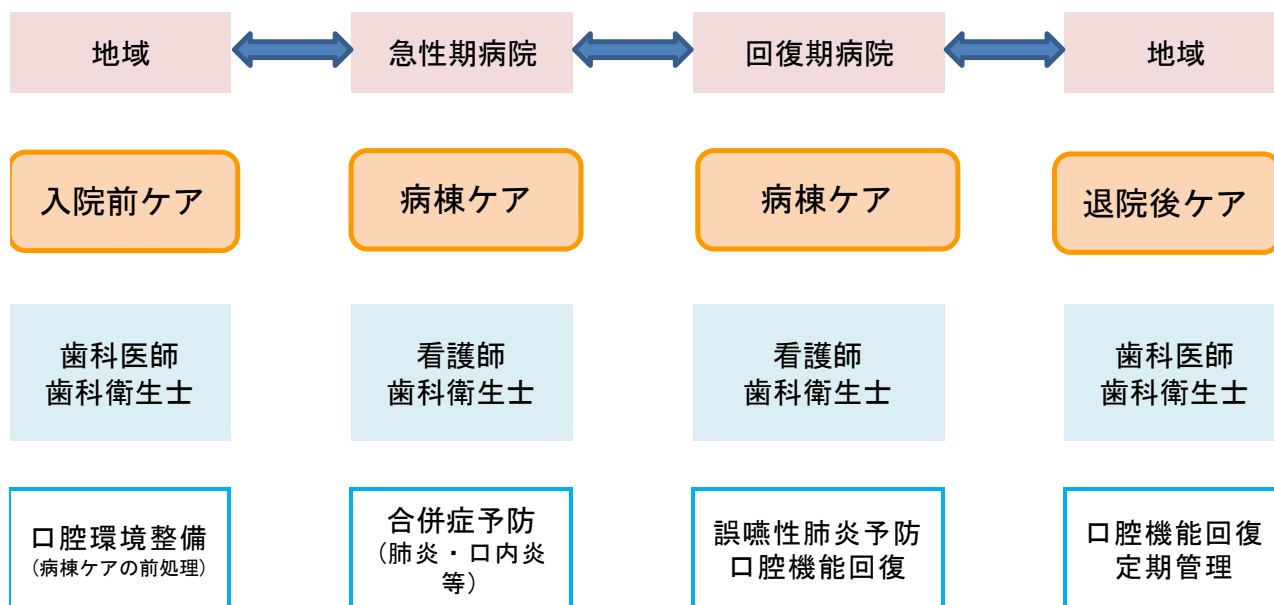 地域
急性期病院
回復期病院
地域
入院前ケア
病棟ケア
病棟ケア
退院後ケア
歯科医師
歯科衛生士
看護師
歯科衛生士
看護師
歯科衛生士
歯科医師
歯科衛生士
口腔環境整備
(病棟ケアの前処理)
合併症予防
(肺炎・口内炎
等)
誤嚥性肺炎予防
口腔機能回復
口腔機能回復
定期管理